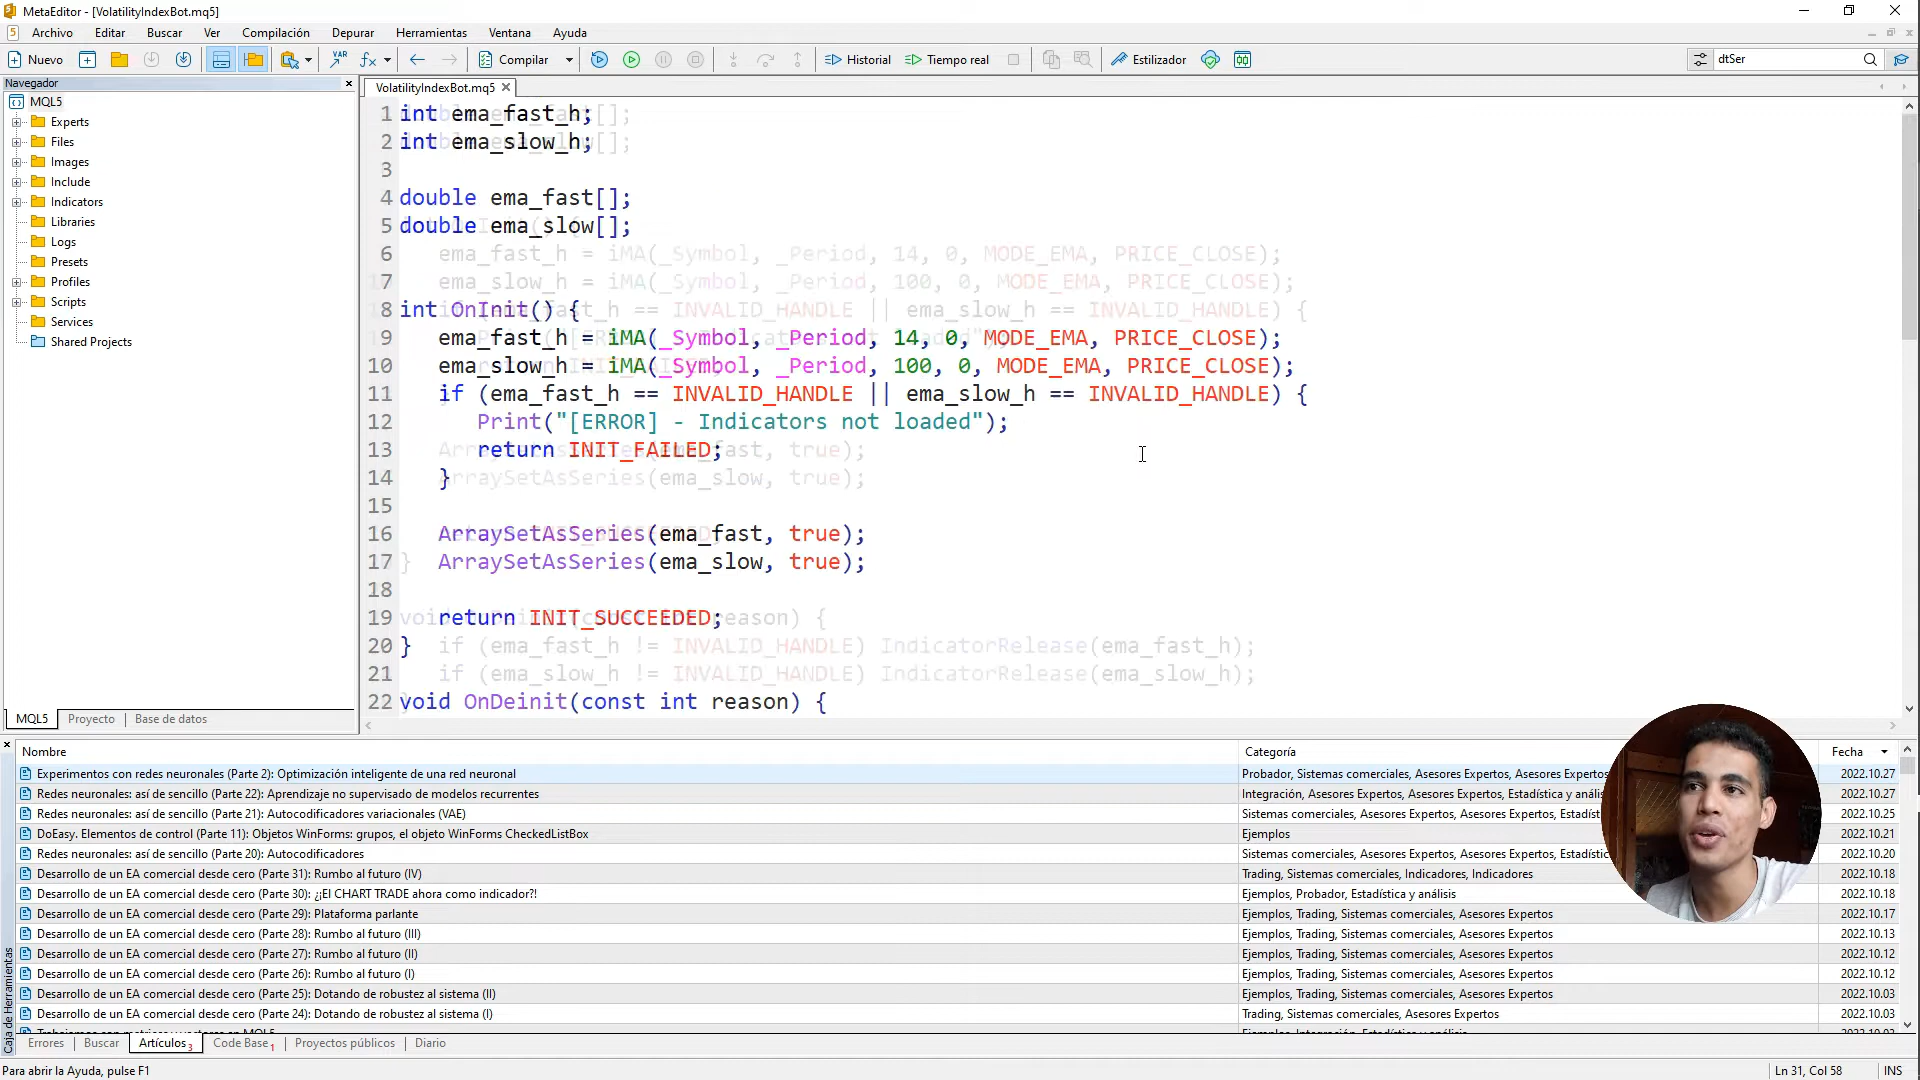 MetaEditor - [VolatilityIndexBot.mq5]
Archivo Editar Buscar Ver Compilación Depurar Herramientas Ventana Ayuda
Nuevo Compilar Historial Tiempo real Estilizador dtSer
Navegador
MQL5
Experts
Files
Images
Include
Indicators
Libraries
Logs
Presets
Profiles
Scripts
Services
Shared Projects
MQL5 Proyecto Base de datos
VolatilityIndexBot.mq5
1 int ema_fast_h;
2 int ema_slow_h;
3
4 double ema_fast[];
5 double ema_slow[];
6
7
8 int OnInit() {
9 ema_fast_h = iMA(_Symbol, _Period, 14, 0, MODE_EMA, PRICE_CLOSE);
10 ema_slow_h = iMA(_Symbol, _Period, 100, 0, MODE_EMA, PRICE_CLOSE);
11 if (ema_fast_h == INVALID_HANDLE || ema_slow_h == INVALID_HANDLE) {
12 Print("[ERROR] - Indicators not loaded");
13 return INIT_FAILED;
14 }
15
16 ArraySetAsSeries(ema_fast, true);
17 ArraySetAsSeries(ema_slow, true);
18
19 return INIT_SUCCEEDED;
20 }
21
22 void OnDeinit(const int reason) {
Nombre Categoría Fecha
Experimentos con redes neuronales (Parte 2): Optimización inteligente de una red neuronal Probador, Sistemas comerciales, Asesores Expertos, Asesores Expertos 2022.10.27
Redes neuronales: así de sencillo (Parte 22): Aprendizaje no supervisado de modelos recurrentes Integración, Asesores Expertos, Asesores Expertos, Estadística y 2022.10.27
Redes neuronales: así de sencillo (Parte 21): Autocodificadores variacionales (VAE) Sistemas comerciales, Asesores Expertos, Asesores Expertos, 2022.10.25
DoEasy. Elementos de control (Parte 11): Objetos WinForms: grupos, el objeto WinForms CheckedListBox Ejemplos 2022.10.21
Redes neuronales: así de sencillo (Parte 20): Autocodificadores Sistemas comerciales, Asesores Expertos, Asesores Expertos, 2022.10.20
Desarrollo de un EA comercial desde cero (Parte 31): Rumbo al futuro (IV) Trading, Sistemas comerciales, Indicadores, Indicadores 2022.10.18
Desarrollo de un EA comercial desde cero (Parte 30): ¿¡El CHART TRADE ahora como indicador?! Ejemplos, Probador, Estadística y análisis 2022.10.18
Desarrollo de un EA comercial desde cero (Parte 29): Plataforma parlante Ejemplos, Trading, Sistemas comerciales, Asesores Expertos 2022.10.17
Desarrollo de un EA comercial desde cero (Parte 28): Rumbo al futuro (III) Ejemplos, Trading, Sistemas comerciales, Asesores Expertos 2022.10.13
Desarrollo de un EA comercial desde cero (Parte 27): Rumbo al futuro (II) Ejemplos, Trading, Sistemas comerciales, Asesores Expertos 2022.10.12
Desarrollo de un EA comercial desde cero (Parte 26): Rumbo al futuro (I) Ejemplos, Trading, Sistemas comerciales, Asesores Expertos 2022.10.12
Desarrollo de un EA comercial desde cero (Parte 25): Dotando de robustez al sistema (II) Ejemplos, Trading, Sistemas comerciales, Asesores Expertos 2022.10.03
Desarrollo de un EA comercial desde cero (Parte 24): Dotando de robustez al sistema (I) Trading, Sistemas comerciales, Asesores Expertos 2022.10.03
Caja de Herramientas
Errores Buscar Artículos 3 Code Base 1 Proyectos públicos Diario
Para abrir la Ayuda, pulse F1 Ln 31, Col 58 INS